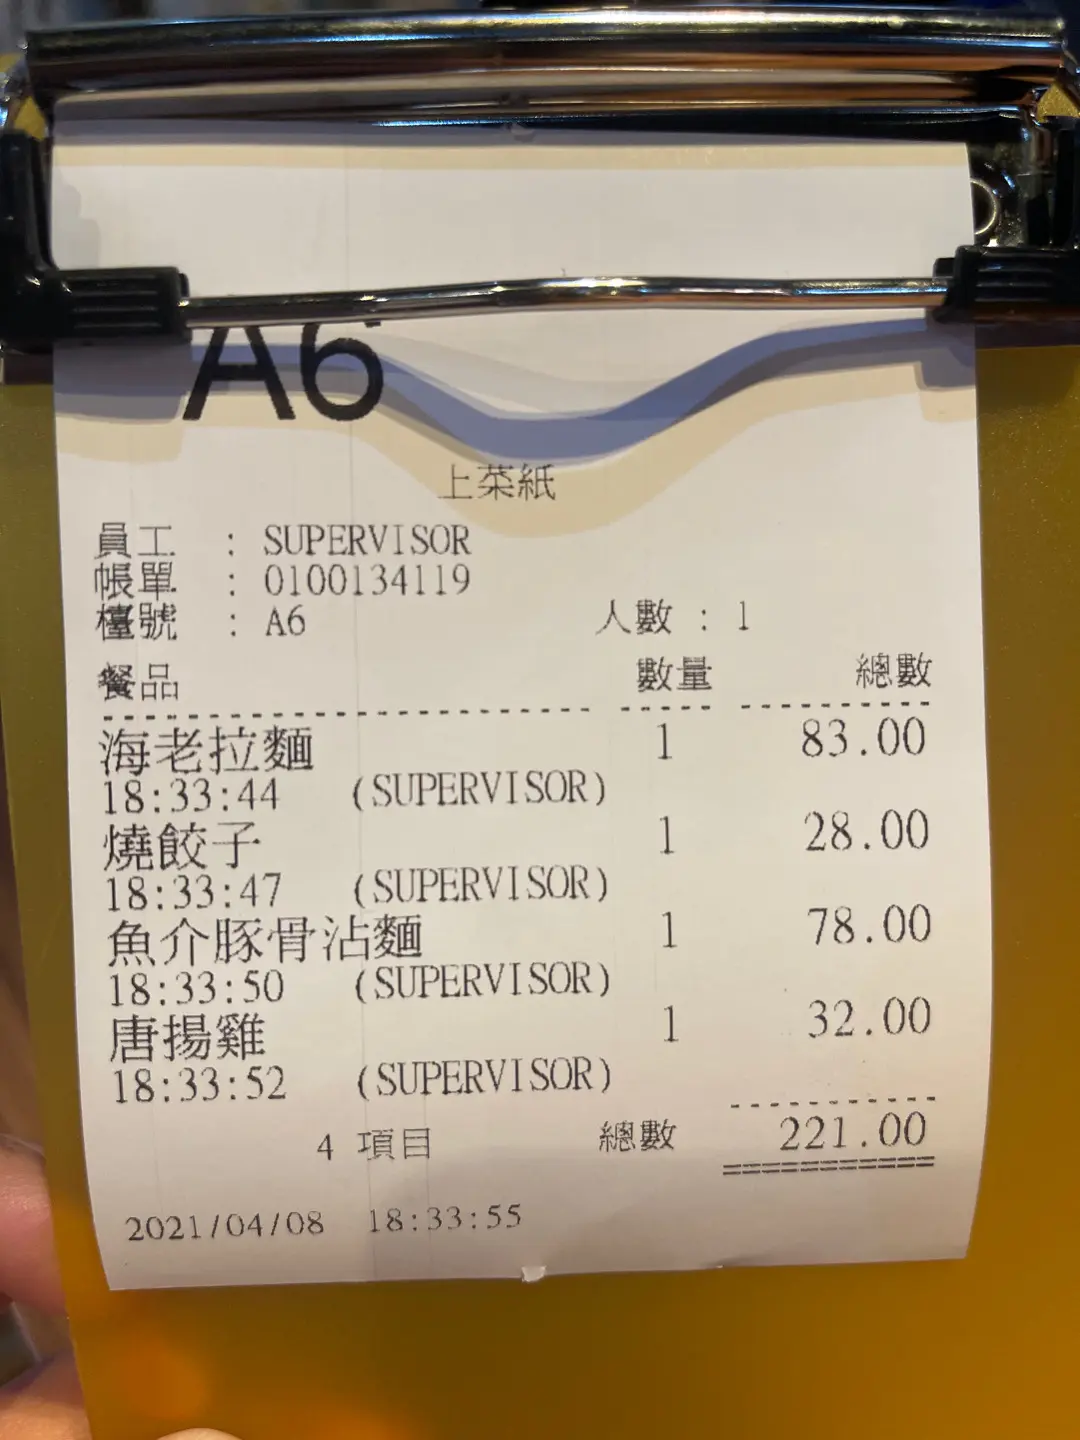 A6
上菜紙
員工 : SUPERVISOR
帳單 : 0100134119
檯號 : A6 人數 : 1
餐品 數量 總數
海老拉麵 1 83.00
18:33:44 (SUPERVISOR)
燒餃子 1 28.00
18:33:47 (SUPERVISOR)
魚介豚骨沾麵 1 78.00
18:33:50 (SUPERVISOR)
唐揚雞 1 32.00
18:33:52 (SUPERVISOR)
4 項目 總數 221.00
2021/04/08 18:33:55